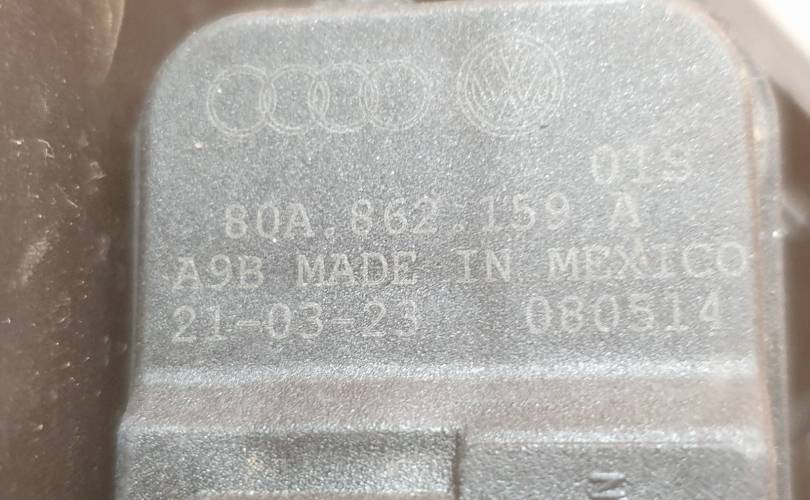 01S
80A.862.159 A
A9B MADE IN MEXICO
21-03-23 080514
N